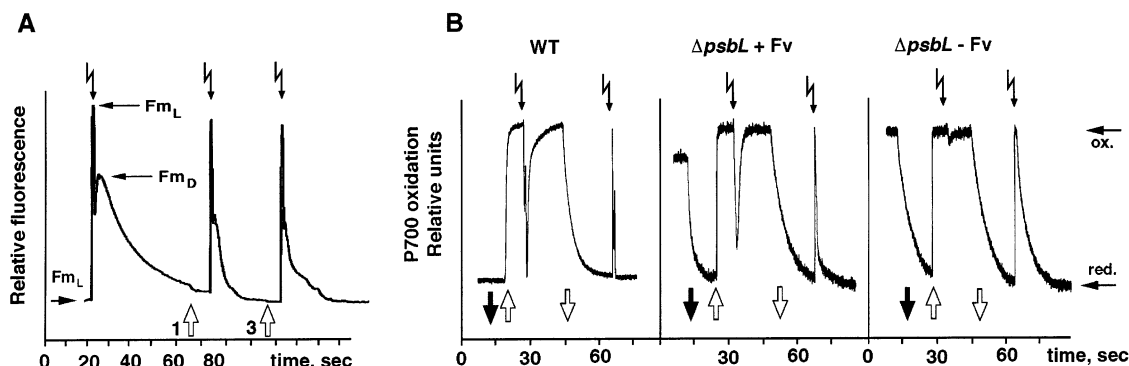 A
Relative fluorescence
Fm_L
Fm_D
Fm_L
1
3
0 20 40 60 80 time, sec
B
WT
ΔpsbL + Fv
ΔpsbL - Fv
P700 oxidation
Relative units
ox.
red.
0 30 60 30 60 0 30 60 time, sec